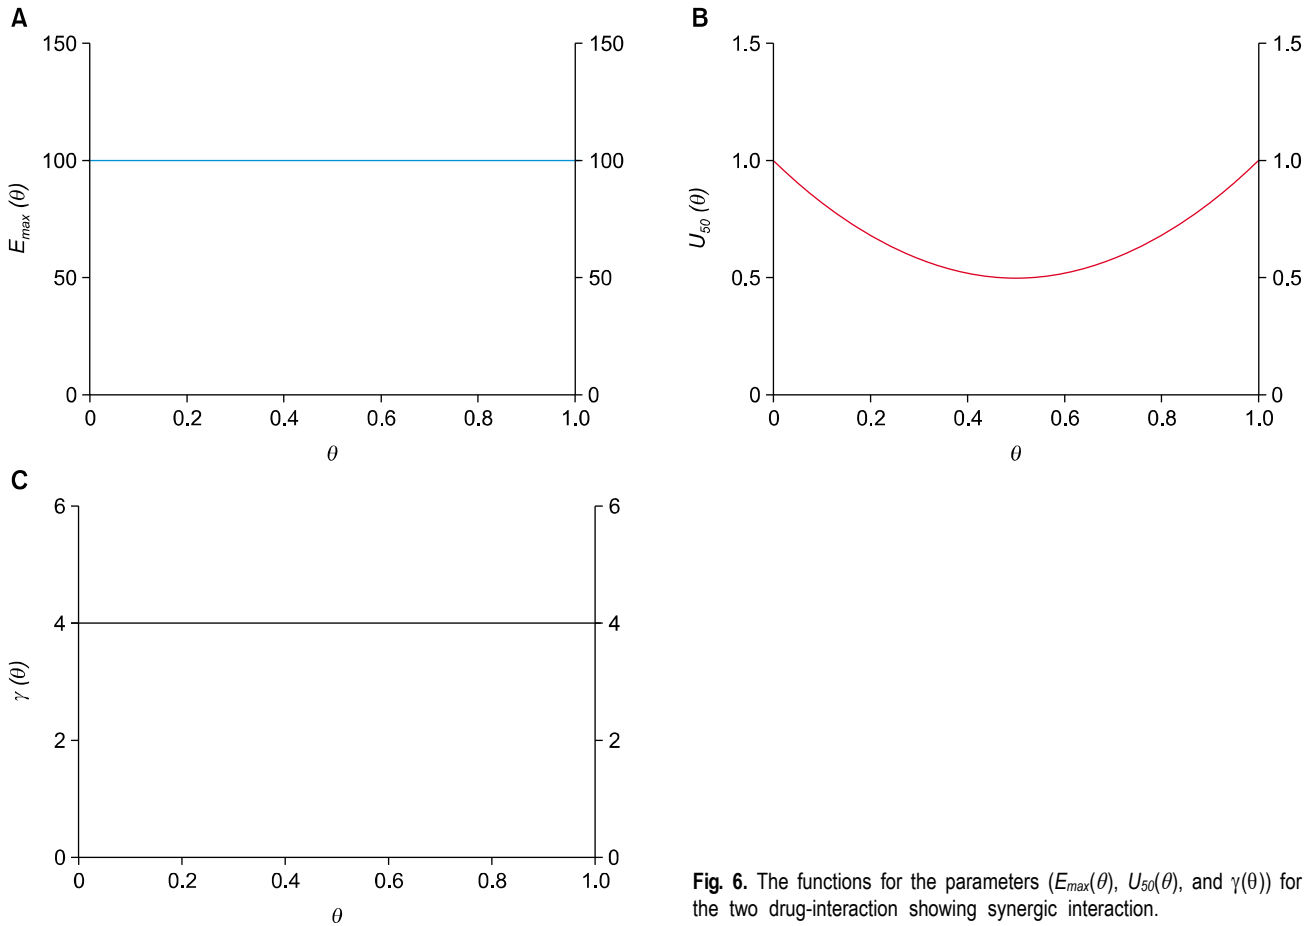 A
150
100
50
0
150
100
50
0
E_max (θ)
0 0.2 0.4 0.6 0.8 1.0
θ
B
1.5
1.0
0.5
0
1.5
1.0
0.5
0
U_50 (θ)
0 0.2 0.4 0.6 0.8 1.0
θ
C
6
4
2
0
6
4
2
0
γ (θ)
0 0.2 0.4 0.6 0.8 1.0
θ
Fig. 6. The functions for the parameters (E_max(θ), U_50(θ), and γ(θ)) for
the two drug-interaction showing synergic interaction.